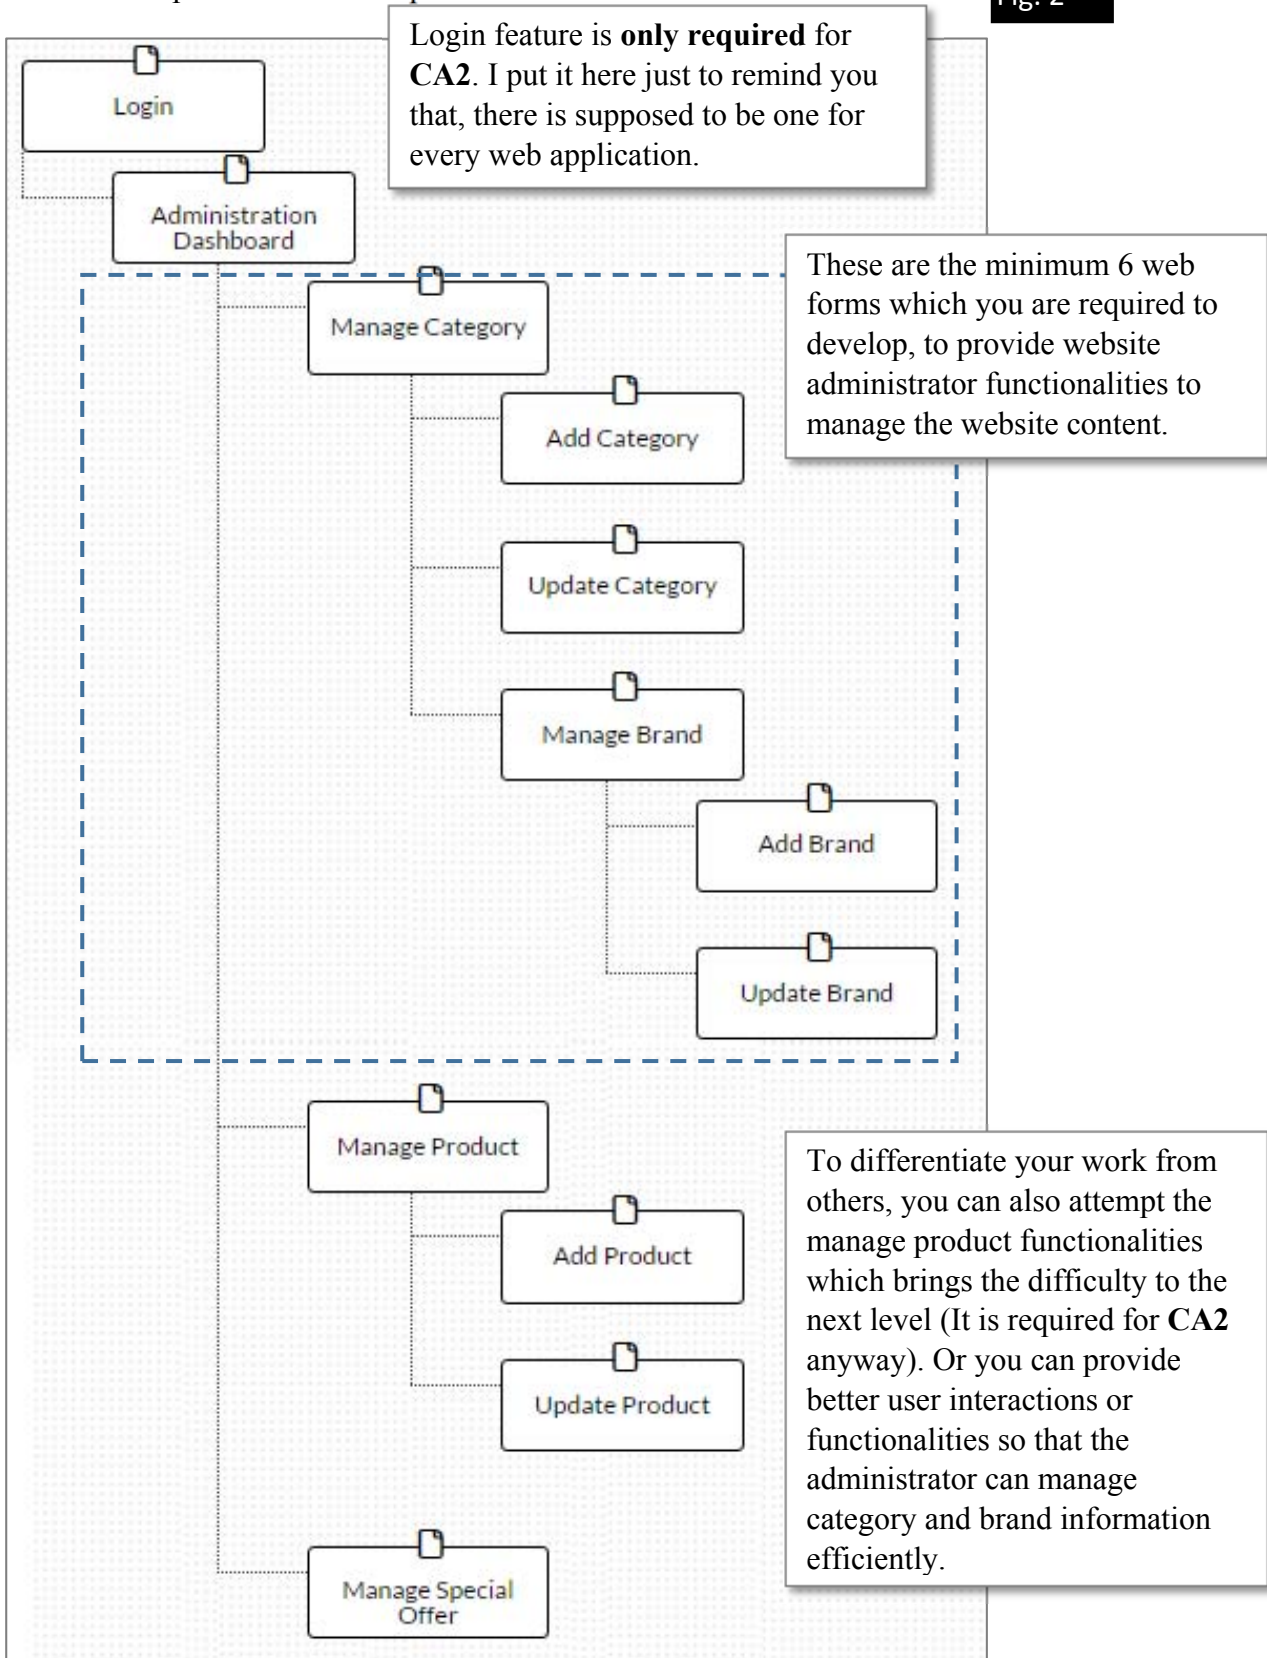 Fig. 2
Login feature is only required for
CA2. I put it here just to remind you
that, there is supposed to be one for
every web application.
Login
Administration
Dashboard
These are the minimum 6 web
forms which you are required to
develop, to provide website
administrator functionalities to
manage the website content.
Manage Category
Add Category
Update Category
Manage Brand
Add Brand
Update Brand
Manage Product
To differentiate your work from
others, you can also attempt the
manage product functionalities
which brings the difficulty to the
next level (It is required for CA2
anyway). Or you can provide
better user interactions or
functionalities so that the
administrator can manage
category and brand information
efficiently.
Add Product
Update Product
Manage Special
Offer